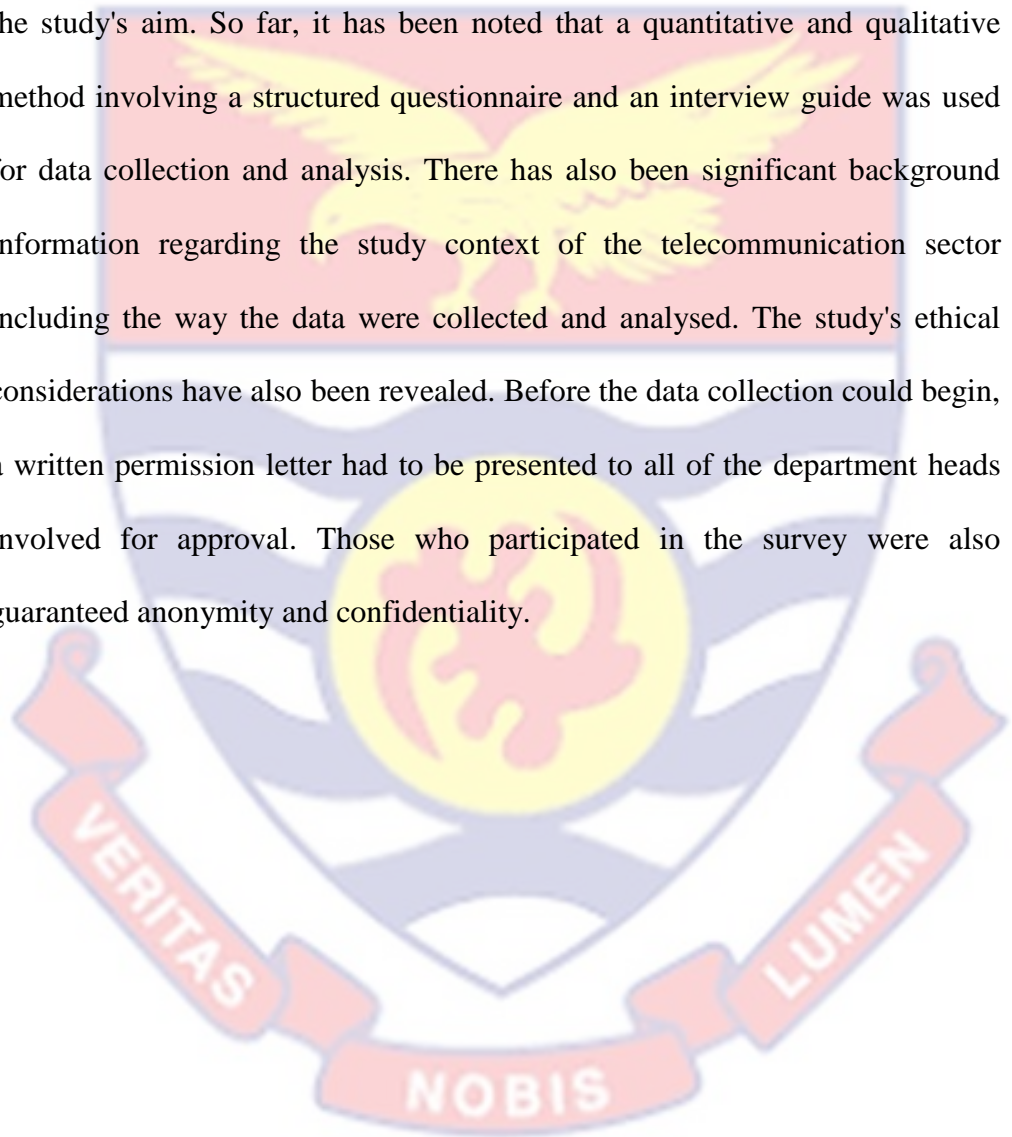 the study's aim. So far, it has been noted that a quantitative and qualitative
method involving a structured questionnaire and an interview guide was used
for data collection and analysis. There has also been significant background
information regarding the study context of the telecommunication sector
including the way the data were collected and analysed. The study's ethical
considerations have also been revealed. Before the data collection could begin,
a written permission letter had to be presented to all of the department heads
involved for approval. Those who participated in the survey were also
guaranteed anonymity and confidentiality.
VERITAS
NOBIS
LUMEN